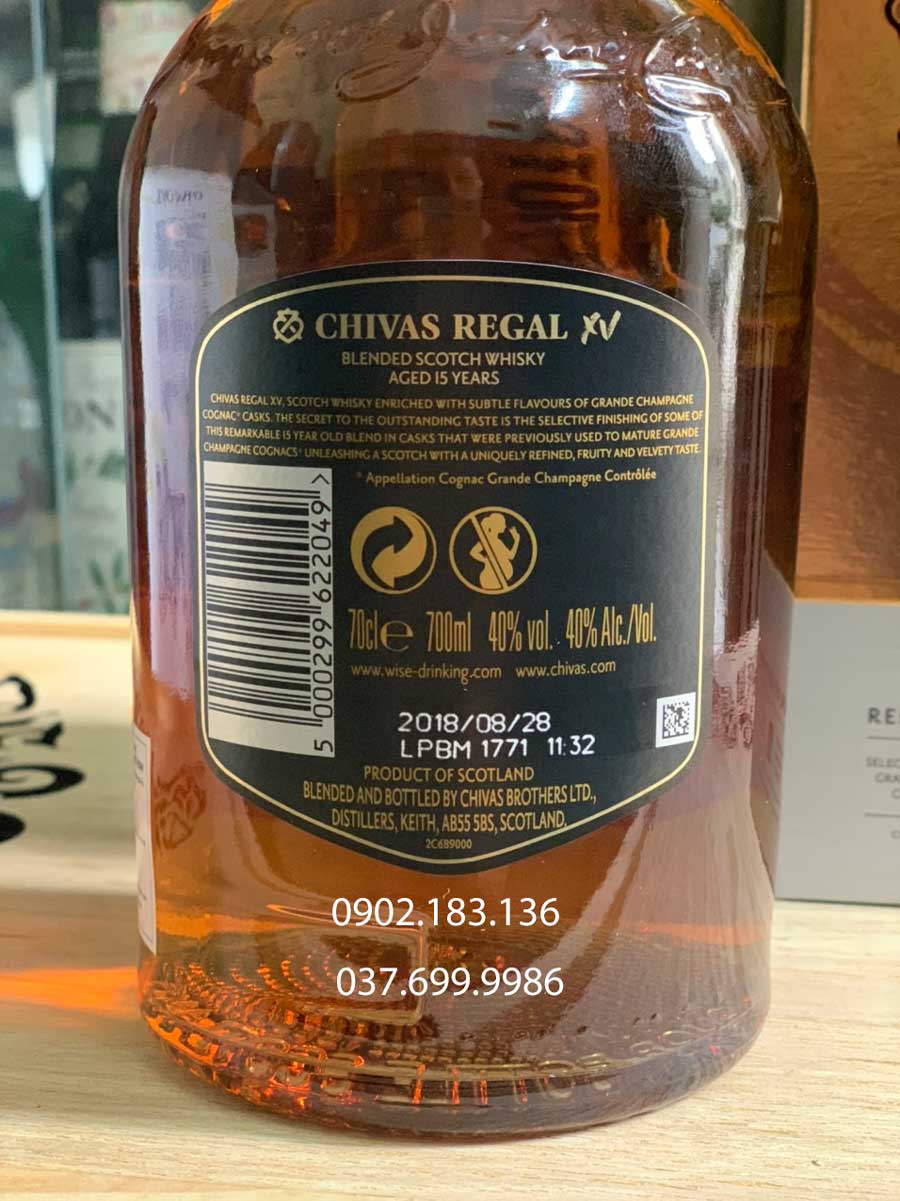 CHIVAS REGAL XV
BLENDED SCOTCH WHISKY
AGED 15 YEARS
CHIVAS REGAL XV, SCOTCH WHISKY ENRICHED WITH SUBTLE FLAVOURS OF GRANDE CHAMPAGNE
COGNAC* CASKS. THE SECRET TO THE OUTSTANDING TASTE IS THE SELECTIVE FINISHING OF SOME OF
THIS REMARKABLE 15 YEAR OLD BLEND IN CASKS THAT WERE PREVIOUSLY USED TO MATURE GRANDE
CHAMPAGNE COGNACS* UNLEASHING A SCOTCH WITH A UNIQUELY REFINED, FRUITY AND VELVETY TASTE.
* Appellation Cognac Grande Champagne Contrôlée
5 000299 622049 >
70cl e 700ml 40% vol. 40% Alc./Vol.
www.wise-drinking.com www.chivas.com
2018/08/28
LPBM 1771 11:32
PRODUCT OF SCOTLAND
BLENDED AND BOTTLED BY CHIVAS BROTHERS LTD.,
DISTILLERS, KEITH, AB55 5BS, SCOTLAND.
2C689000
0902.183.136
037.699.9986